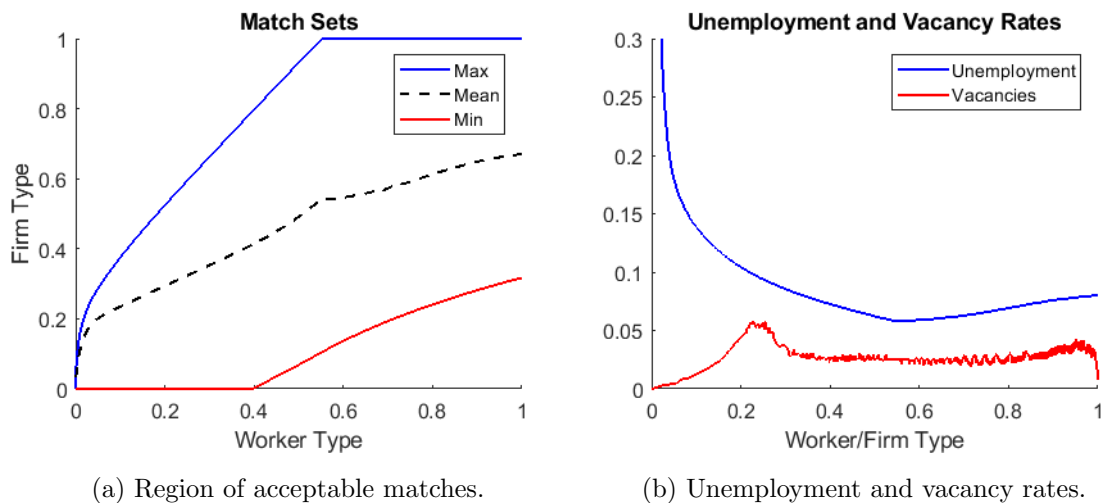 Match Sets
1
0.8
0.6
0.4
0.2
0
Firm Type
Max
Mean
Min
0 0.2 0.4 0.6 0.8 1
Worker Type
(a) Region of acceptable matches.
Unemployment and Vacancy Rates
0.3
0.25
0.2
0.15
0.1
0.05
0
Unemployment
Vacancies
0 0.2 0.4 0.6 0.8 1
Worker/Firm Type
(b) Unemployment and vacancy rates.